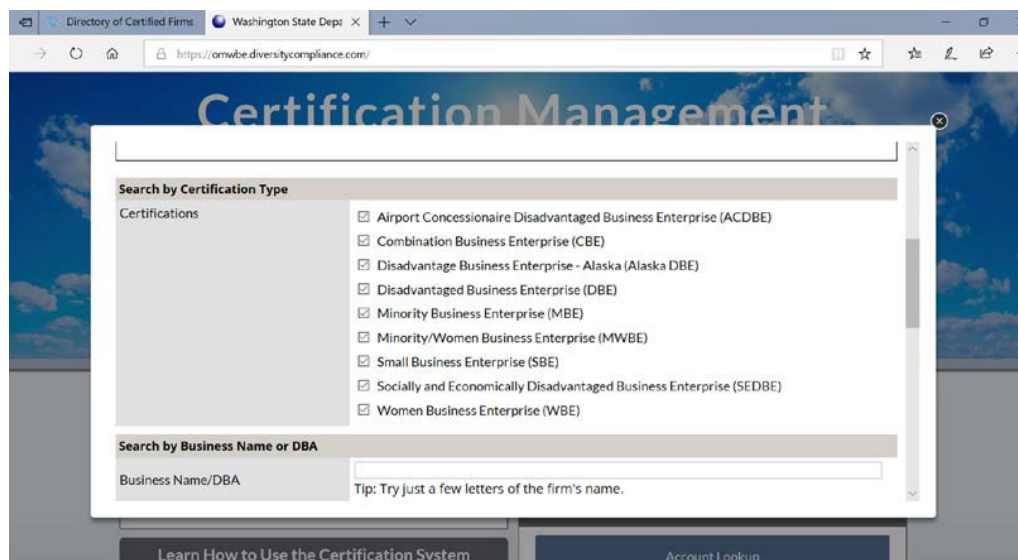 Directory of Certified Firms
Washington State Depa
https://omwbe.diversitycompliance.com/
Certification Management
Search by Certification Type
Certifications
Airport Concessionaire Disadvantaged Business Enterprise (ACDBE)
Combination Business Enterprise (CBE)
Disadvantage Business Enterprise - Alaska (Alaska DBE)
Disadvantaged Business Enterprise (DBE)
Minority Business Enterprise (MBE)
Minority/Women Business Enterprise (MWBE)
Small Business Enterprise (SBE)
Socially and Economically Disadvantaged Business Enterprise (SEDBE)
Women Business Enterprise (WBE)
Search by Business Name or DBA
Business Name/DBA
Tip: Try just a few letters of the firm's name.
Learn How to Use the Certification System
Account Lookup